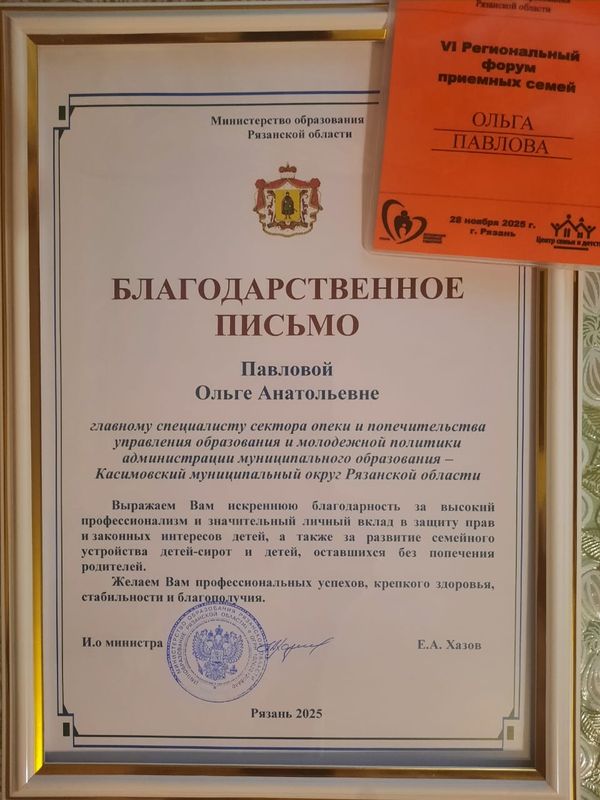 Министерство образования
Рязанской области
БЛАГОДАРСТВЕННОЕ
ПИСЬМО
Павловой
Ольге Анатольевне
главному специалисту сектора опеки и попечительства
управления образования и молодежной политики
администрации муниципального образования –
Касимовский муниципальный округ Рязанской области
Выражаем Вам искреннюю благодарность за высокий
профессионализм и значительный личный вклад в защиту прав
и законных интересов детей, а также за развитие семейного
устройства детей-сирот и детей, оставшихся без попечения
родителей.
Желаем Вам профессиональных успехов, крепкого здоровья,
стабильности и благополучия.
И.о министра
Е.А. Хазов
Рязань 2025
Рязанской области
VI Региональный
форум
приемных семей
ОЛЬГА
ПАВЛОВА
28 ноября 2025 г.
г. Рязань
Центр семьи и детст